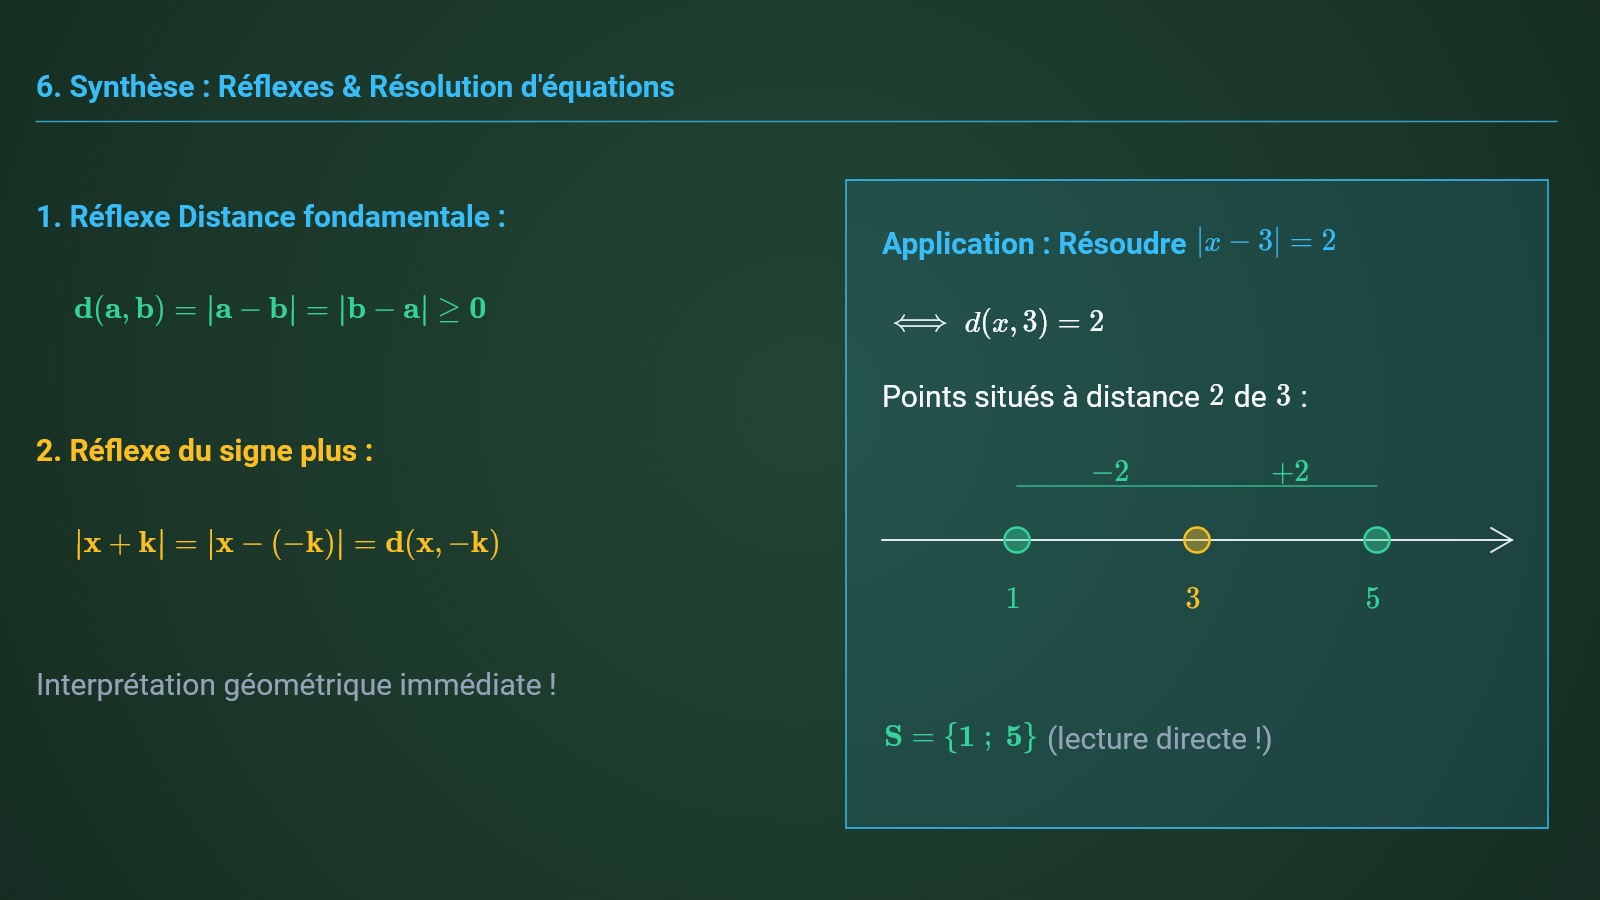 6. Synthèse : Réflexes & Résolution d'équations
1. Réflexe Distance fondamentale :
d(a, b) = |a − b| = |b − a| ≥ 0
2. Réflexe du signe plus :
|x + k| = |x − (−k)| = d(x, −k)
Interprétation géométrique immédiate !
Application : Résoudre |x − 3| = 2
⟺ d(x, 3) = 2
Points situés à distance 2 de 3 :
−2 +2
1 3 5
S = {1 ; 5} (lecture directe !)